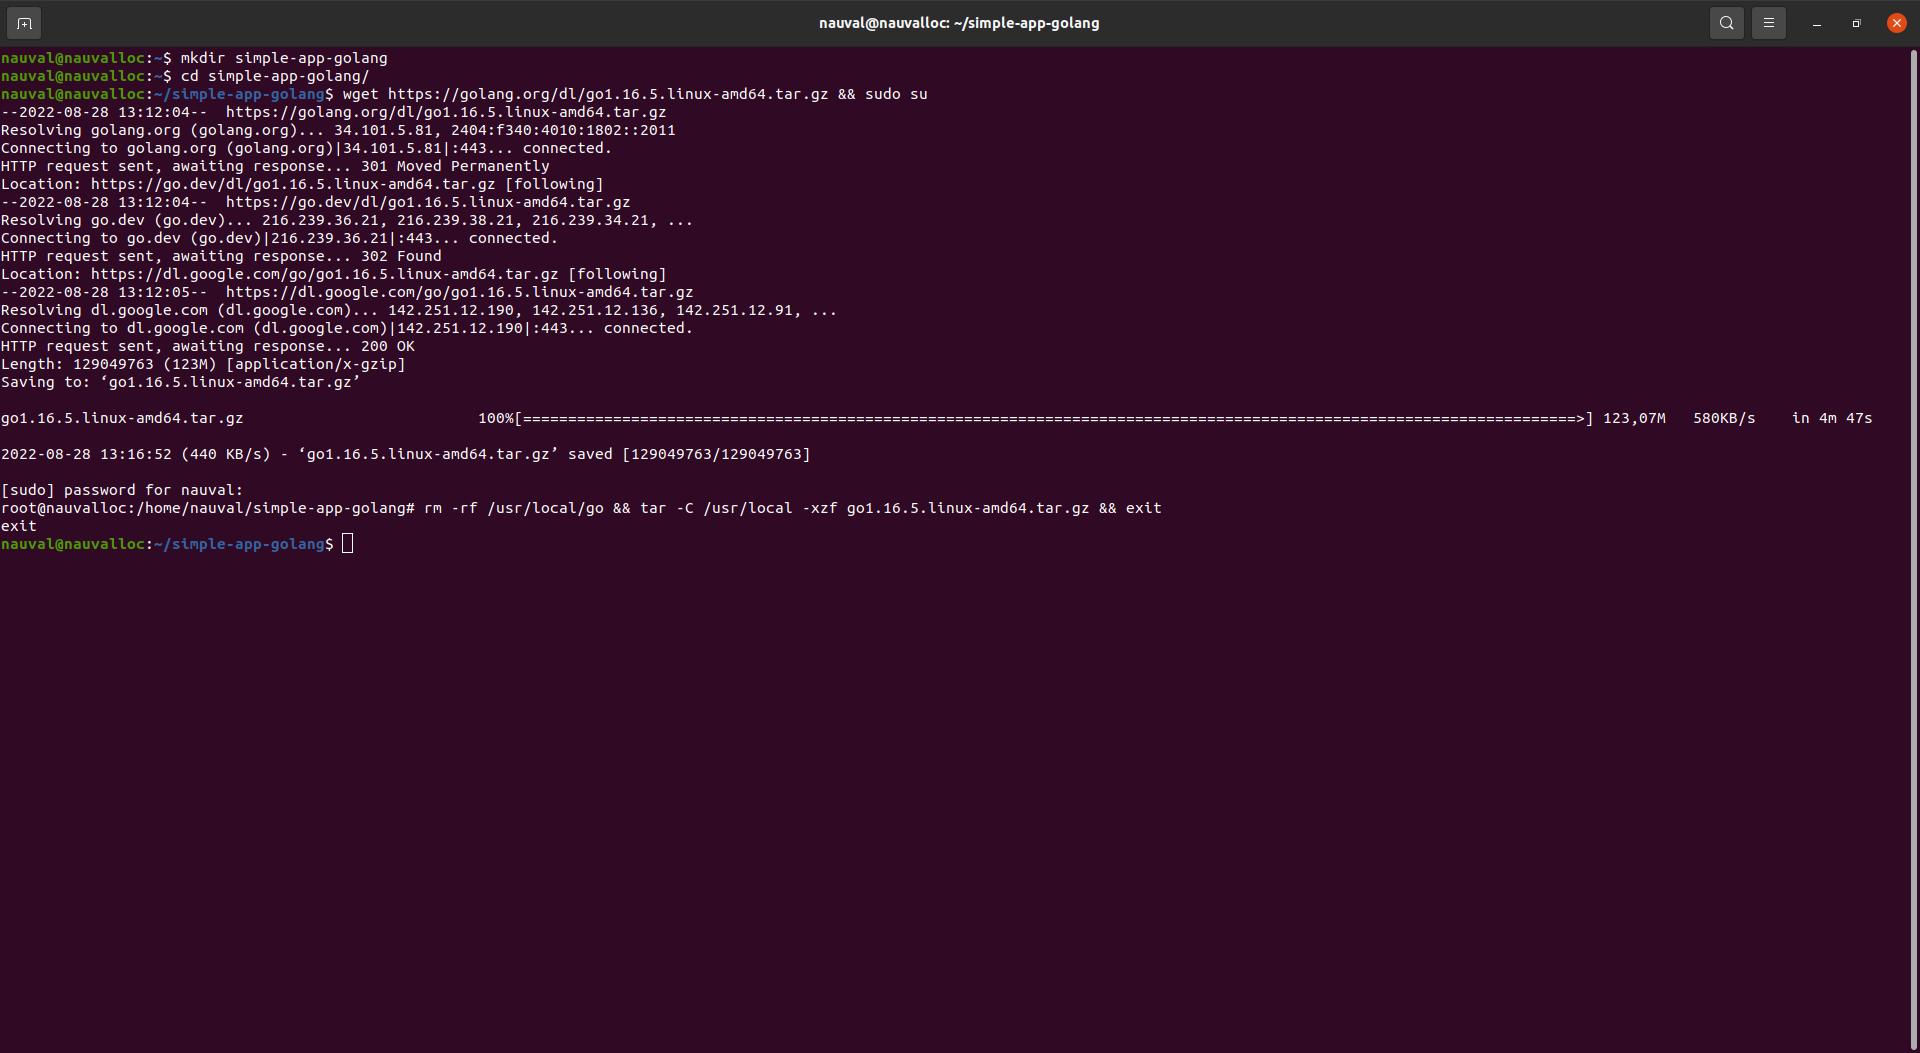 nauval@nauvalloc: ~/simple-app-golang
nauval@nauvalloc:~$ mkdir simple-app-golang
nauval@nauvalloc:~$ cd simple-app-golang/
nauval@nauvalloc:~/simple-app-golang$ wget https://golang.org/dl/go1.16.5.linux-amd64.tar.gz && sudo su
--2022-08-28 13:12:04--  https://golang.org/dl/go1.16.5.linux-amd64.tar.gz
Resolving golang.org (golang.org)... 34.101.5.81, 2404:f340:4010:1802::2011
Connecting to golang.org (golang.org)|34.101.5.81|:443... connected.
HTTP request sent, awaiting response... 301 Moved Permanently
Location: https://go.dev/dl/go1.16.5.linux-amd64.tar.gz [following]
--2022-08-28 13:12:04--  https://go.dev/dl/go1.16.5.linux-amd64.tar.gz
Resolving go.dev (go.dev)... 216.239.36.21, 216.239.38.21, 216.239.34.21, ...
Connecting to go.dev (go.dev)|216.239.36.21|:443... connected.
HTTP request sent, awaiting response... 302 Found
Location: https://dl.google.com/go/go1.16.5.linux-amd64.tar.gz [following]
--2022-08-28 13:12:05--  https://dl.google.com/go/go1.16.5.linux-amd64.tar.gz
Resolving dl.google.com (dl.google.com)... 142.251.12.190, 142.251.12.136, 142.251.12.91, ...
Connecting to dl.google.com (dl.google.com)|142.251.12.190|:443... connected.
HTTP request sent, awaiting response... 200 OK
Length: 129049763 (123M) [application/x-gzip]
Saving to: ‘go1.16.5.linux-amd64.tar.gz’
go1.16.5.linux-amd64.tar.gz 100%[=====================================================================================================================>] 123,07M 580KB/s in 4m 47s
2022-08-28 13:16:52 (440 KB/s) - ‘go1.16.5.linux-amd64.tar.gz’ saved [129049763/129049763]
[sudo] password for nauval:
root@nauvalloc:/home/nauval/simple-app-golang# rm -rf /usr/local/go && tar -C /usr/local -xzf go1.16.5.linux-amd64.tar.gz && exit
exit
nauval@nauvalloc:~/simple-app-golang$